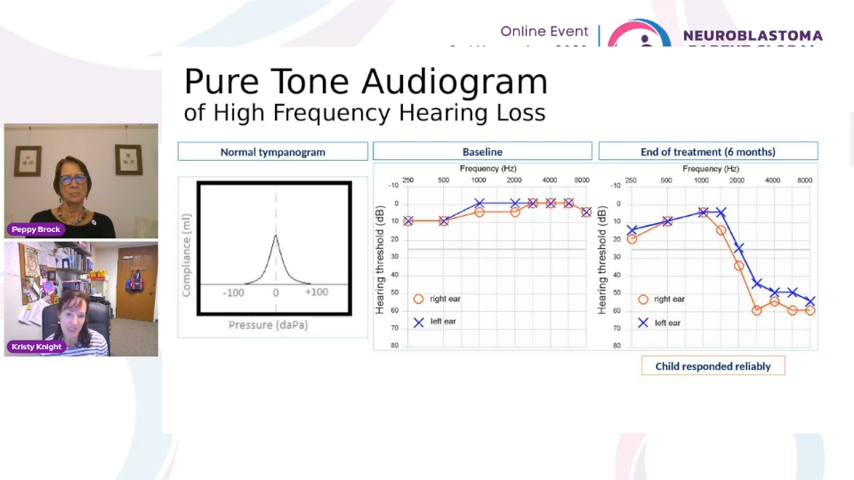 Online Event
NEUROBLASTOMA
Pure Tone Audiogram
of High Frequency Hearing Loss
Peppy Brock
Kristy Knight
Normal tympanogram
Compliance (ml)
-100 0 +100
Pressure (daPa)
Baseline
Frequency (Hz)
250 500 1000 2000 4000 8000
Hearing threshold (dB)
-10
0
10
20
30
40
50
60
70
80
right ear
left ear
End of treatment (6 months)
Frequency (Hz)
250 500 1000 2000 4000 8000
Hearing threshold (dB)
-10
0
10
20
30
40
50
60
70
80
right ear
left ear
Child responded reliably